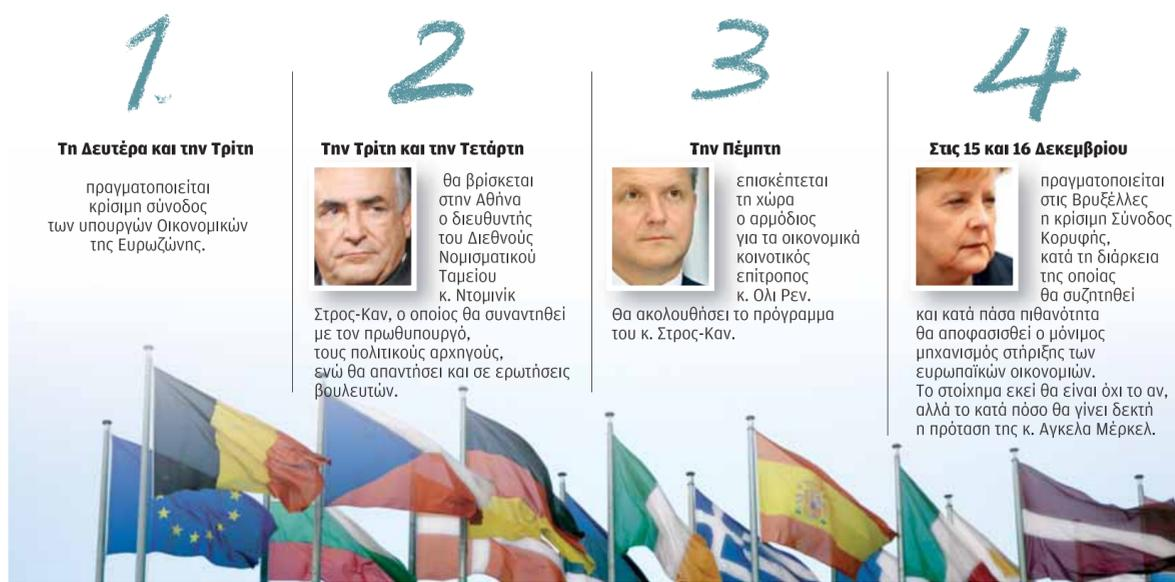 1
Τη Δευτέρα και την Τρίτη
πραγματοποιείται
κρίσιμη σύνοδος
των υπουργών Οικονομικών
της Ευρωζώνης.
2
Την Τρίτη και την Τετάρτη
θα βρίσκεται
στην Αθήνα
ο διευθυντής
του Διεθνούς
Νομισματικού
Ταμείου
κ. Ντομινίκ
Στρος-Καν, ο οποίος θα συναντηθεί
με τον πρωθυπουργό,
τους πολιτικούς αρχηγούς,
ενώ θα απαντήσει και σε ερωτήσεις
βουλευτών.
3
Την Πέμπτη
επισκέπτεται
τη χώρα
ο αρμόδιος
για τα οικονομικά
κοινοτικός
επίτροπος
κ. Ολι Ρεν.
Θα ακολουθήσει το πρόγραμμα
του κ. Στρος-Καν.
4
Στις 15 και 16 Δεκεμβρίου
πραγματοποιείται
στις Βρυξέλλες
η κρίσιμη Σύνοδος
Κορυφής,
κατά τη διάρκεια
της οποίας
θα συζητηθεί
και κατά πάσα πιθανότητα
θα αποφασισθεί ο μόνιμος
μηχανισμός στήριξης των
ευρωπαϊκών οικονομιών.
Το στοίχημα εκεί θα είναι όχι το αν,
αλλά το κατά πόσο θα γίνει δεκτή
η πρόταση της κ. Αγκελα Μέρκελ.